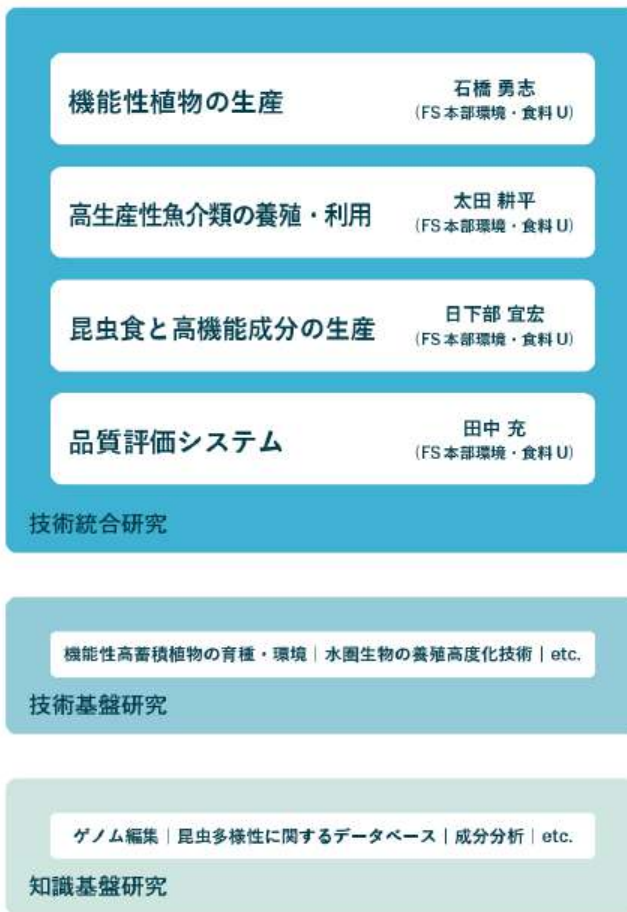 機能性植物の生産
石橋 勇志
(FS本部環境・食料U)
高生産性魚介類の養殖・利用
太田 耕平
(FS本部環境・食料U)
昆虫食と高機能成分の生産
日下部 宜宏
(FS本部環境・食料U)
品質評価システム
田中 充
(FS本部環境・食料U)
技術統合研究
機能性高蓄積植物の育種・環境｜水圏生物の養殖高度化技術｜etc.
技術基盤研究
ゲノム編集｜昆虫多様性に関するデータベース｜成分分析｜etc.
知識基盤研究